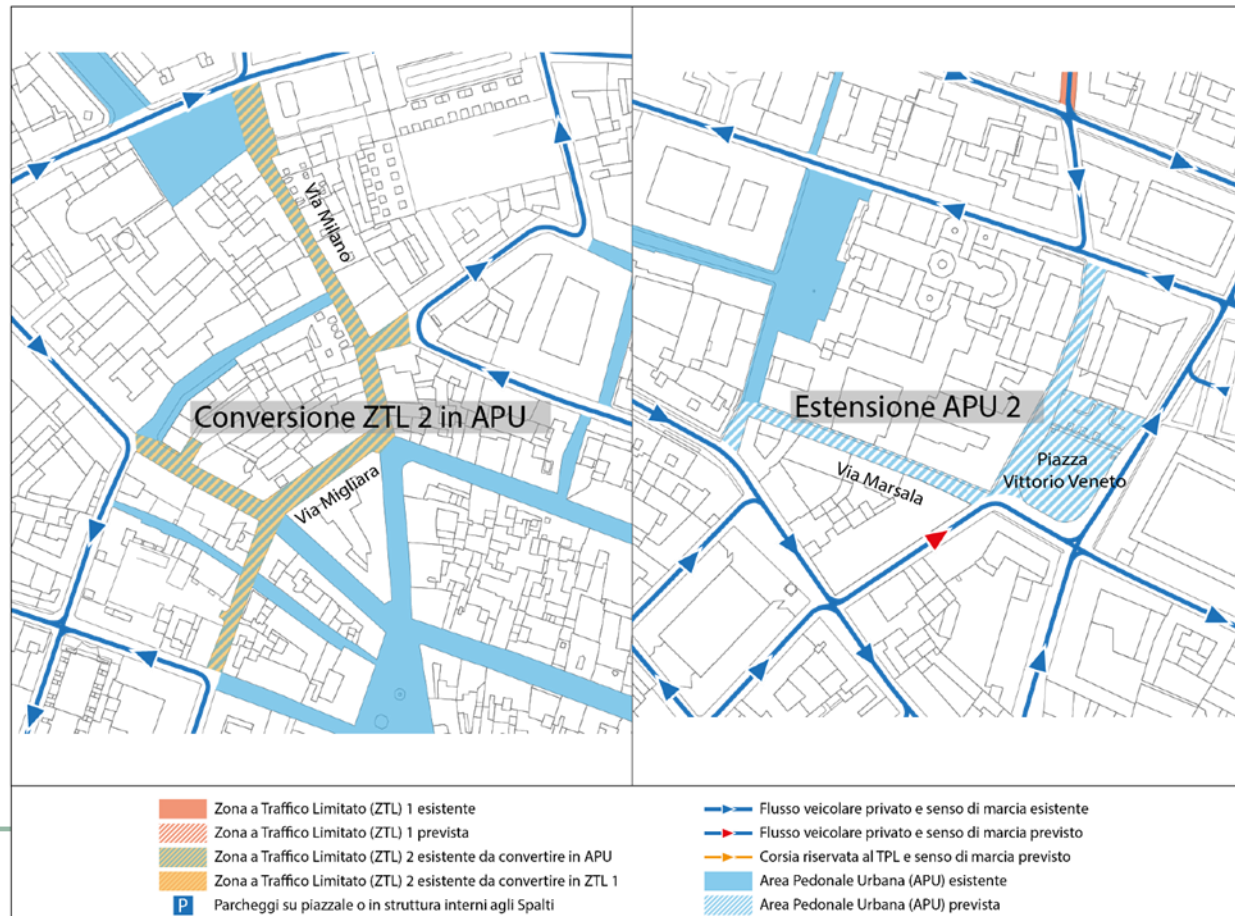 Via Milano
Conversione ZTL 2 in APU
Via Migliara
Estensione APU 2
Via Marsala
Piazza
Vittorio Veneto
Zona a Traffico Limitato (ZTL) 1 esistente
Zona a Traffico Limitato (ZTL) 1 prevista
Zona a Traffico Limitato (ZTL) 2 esistente da convertire in APU
Zona a Traffico Limitato (ZTL) 2 esistente da convertire in ZTL 1
P Parcheggi su piazzale o in struttura interni agli Spalti
Flusso veicolare privato e senso di marcia esistente
Flusso veicolare privato e senso di marcia previsto
Corsia riservata al TPL e senso di marcia previsto
Area Pedonale Urbana (APU) esistente
Area Pedonale Urbana (APU) prevista